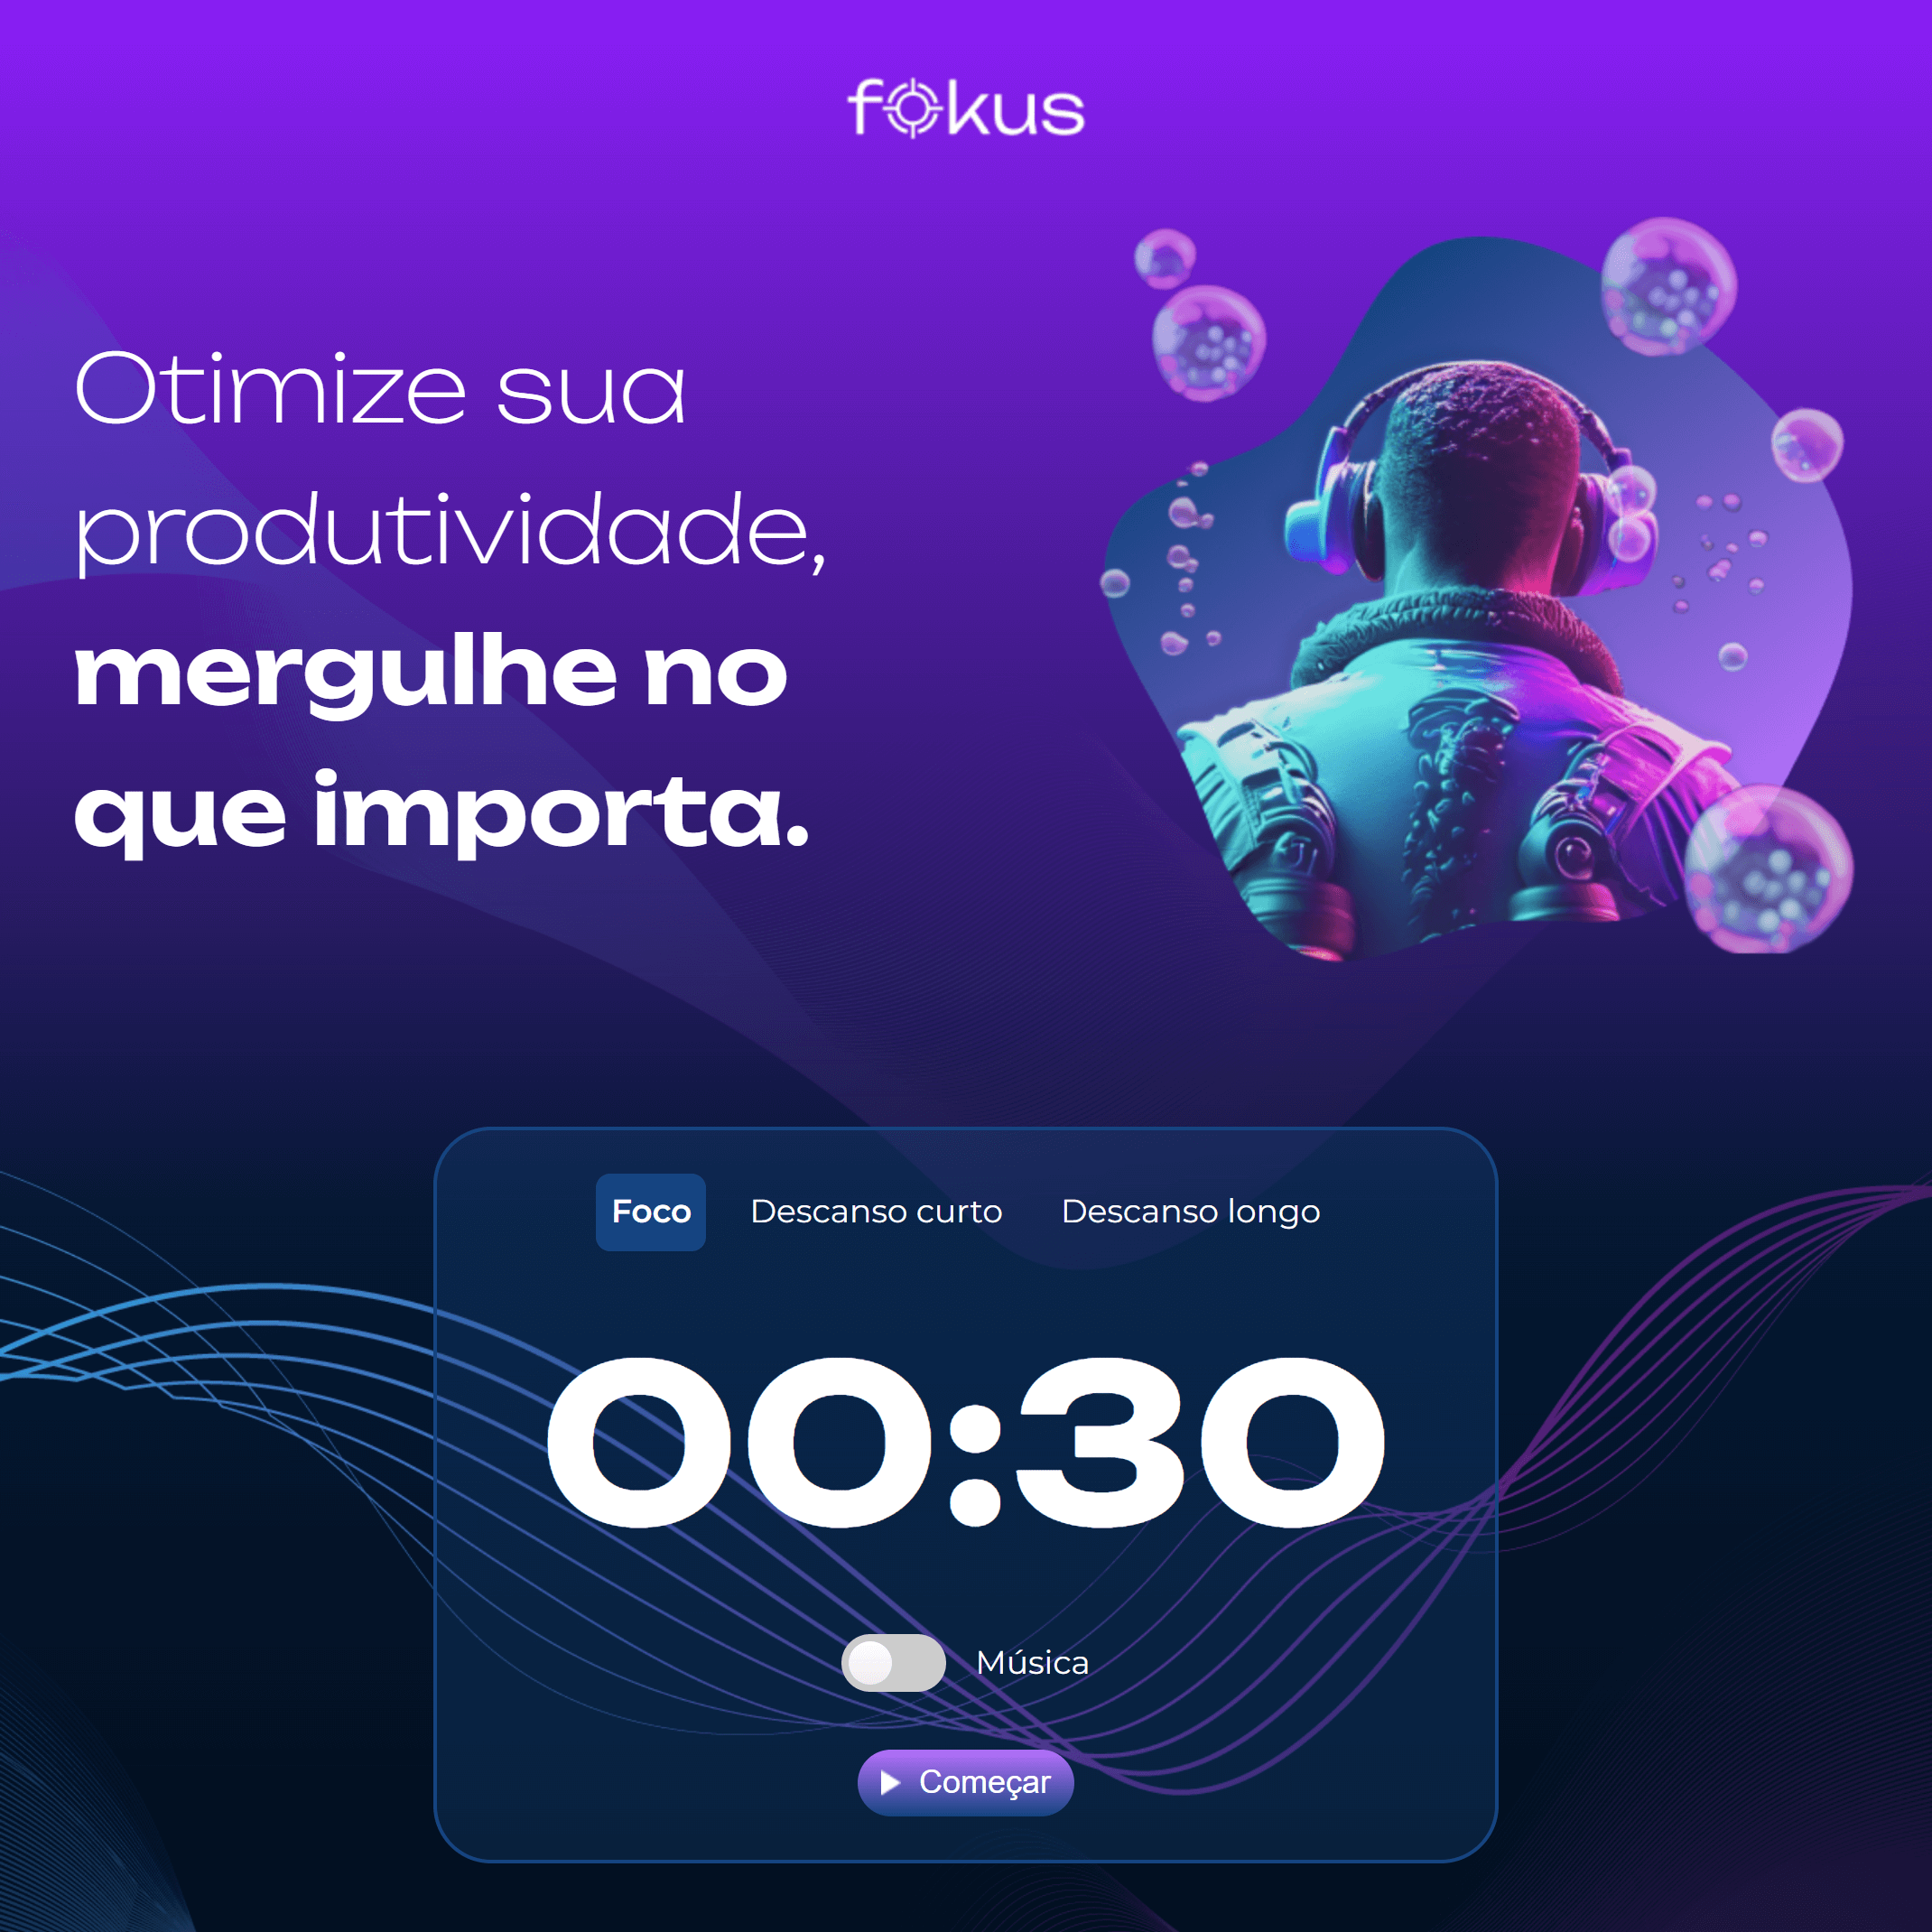 fokus
Otimize sua
produtividade,
mergulhe no
que importa.
Foco Descanso curto Descanso longo
00:30
Música
Começar